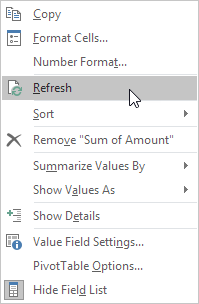 Copy
Format Cells...
Number Format...
Refresh
Sort
Remove "Sum of Amount"
Summarize Values By
Show Values As
Show Details
Value Field Settings...
PivotTable Options...
Hide Field List